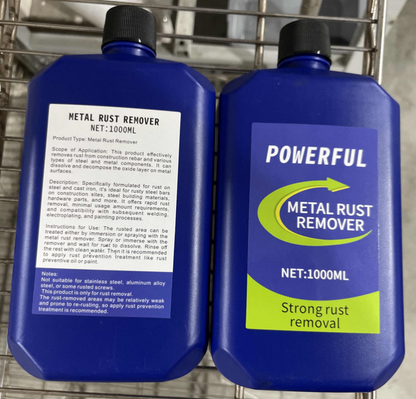 METAL RUST REMOVER
NET:1000ML
Product Type: Metal Rust Remover
Scope of Application: This product effectively
removes rust from construction rebar and various
types of steel and metal components. It can
dissolve and decompose the oxide layer on metal
surfaces.
Description: Specifically formulated for rust on
steel and cast iron, it's ideal for rusty steel bars
on construction sites, steel building materials,
hardware parts, and more. It offers rapid rust
removal, minimal usage amount requirements,
and compatibility with subsequent welding,
electroplating, and painting processes.
Instructions for Use: The rusted area can be
treated either by immersion or spraying with the
metal rust remover. Spray or immerse with the
remover and wait for rust to dissolve. Rinse off
the rest with clean water. Then it is recommended
to apply rust prevention treatment like rust
preventive oil or paint.
Notes:
Not suitable for stainless steel, aluminum alloy
steel, or some rusted screws.
This product is only for rust removal.
The rust-removed areas may be relatively weak
and prone to re-rusting, so apply rust prevention
treatment is recommended.
POWERFUL
METAL RUST
REMOVER
NET:1000ML
Strong rust
removal